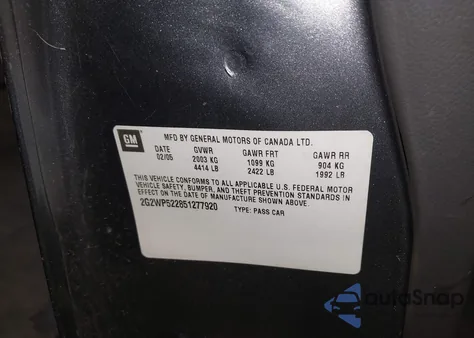 GM
MFD BY GENERAL MOTORS OF CANADA LTD.
DATE GVWR GAWR FRT GAWR RR
02/05 2003 KG 1099 KG 904 KG
4414 LB 2422 LB 1992 LB
THIS VEHICLE CONFORMS TO ALL APPLICABLE U.S. FEDERAL MOTOR
VEHICLE SAFETY, BUMPER, AND THEFT PREVENTION STANDARDS IN
EFFECT ON THE DATE OF MANUFACTURE SHOWN ABOVE.
2G2WP522851277920 TYPE: PASS CAR
autoSnap